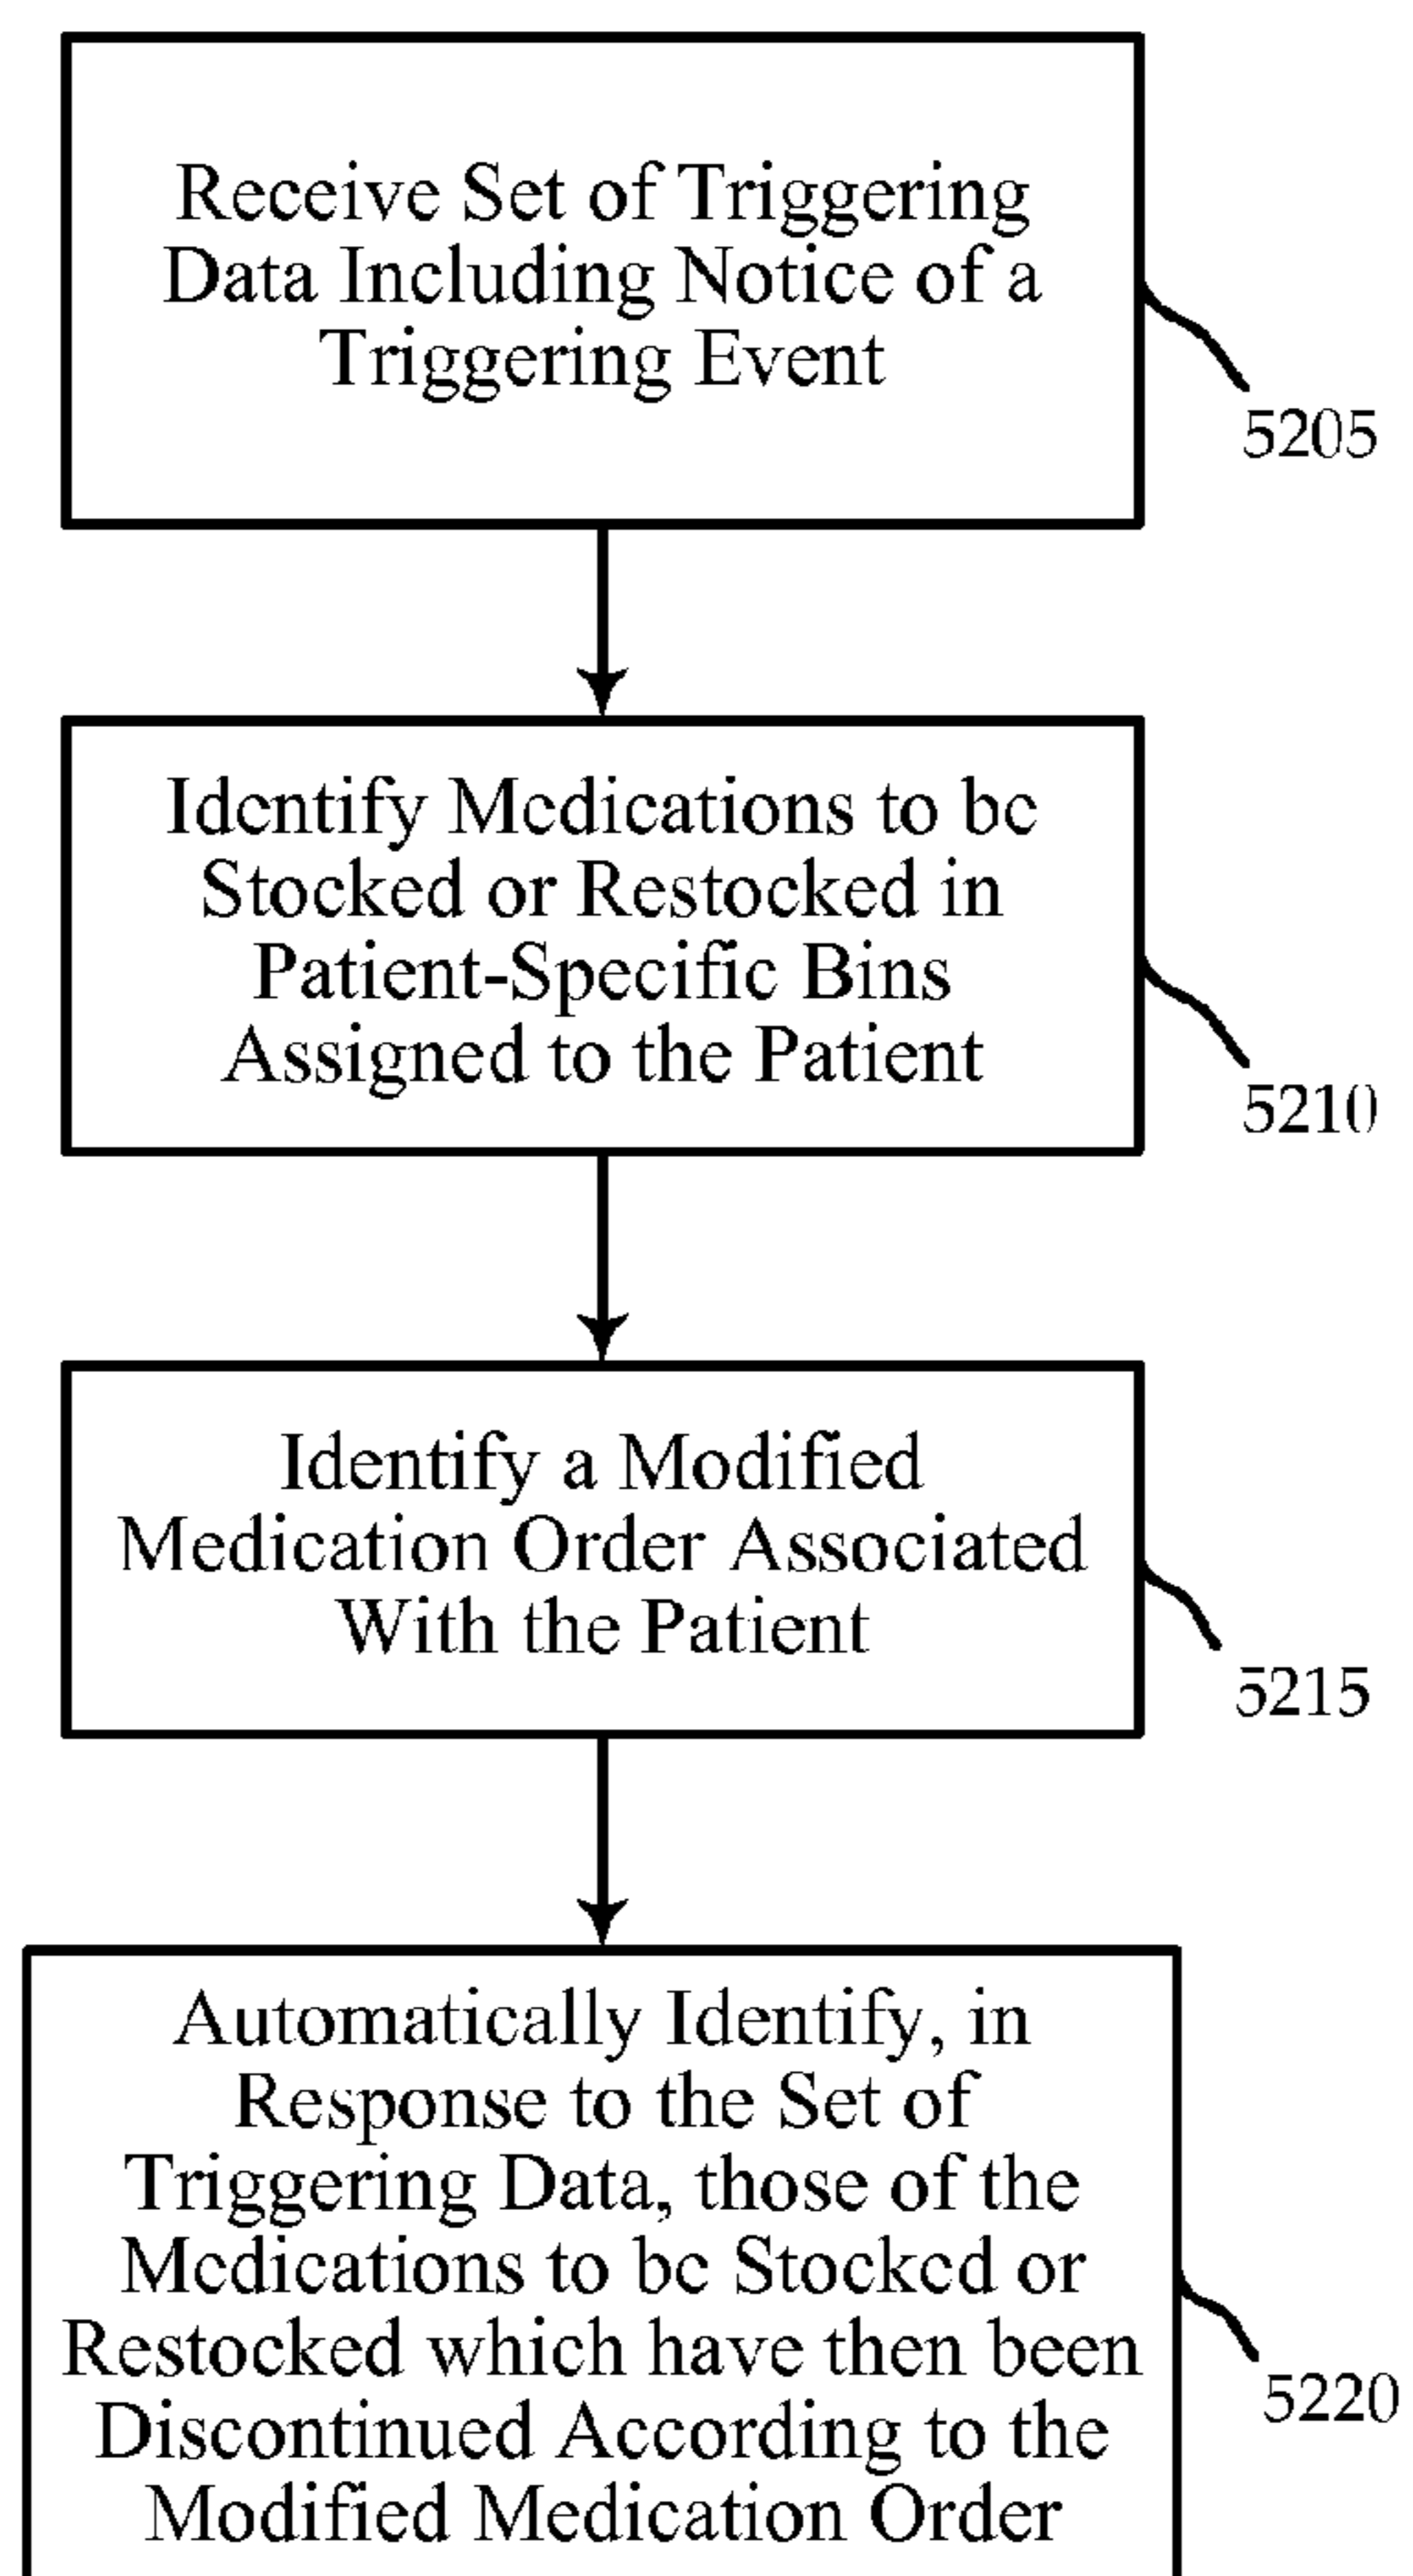 Receive Set of Triggering
Data Including Notice of a
Triggering Event
5205
Identify Medications to be
Stocked or Restocked in
Patient-Specific Bins
Assigned to the Patient
5210
Identify a Modified
Medication Order Associated
With the Patient
5215
Automatically Identify, in
Response to the Set of
Triggering Data, those of the
Medications to be Stocked or
Restocked which have then been
Discontinued According to the
Modified Medication Order
5220